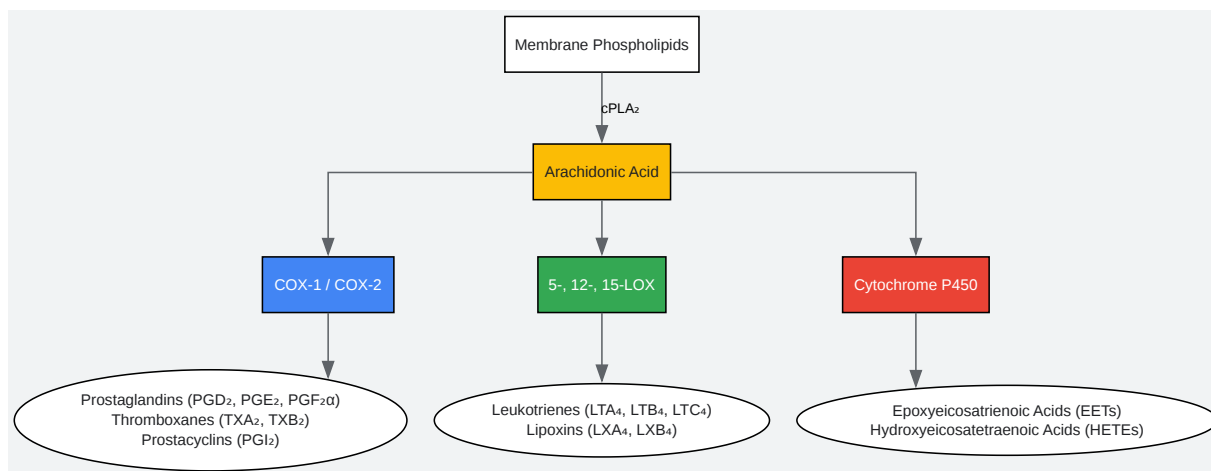 Membrane Phospholipids
cPLA₂
Arachidonic Acid
COX-1 / COX-2
5-, 12-, 15-LOX
Cytochrome P450
Prostaglandins (PGD₂, PGE₂, PGF₂α)
Thromboxanes (TXA₂, TXB₂)
Prostacyclins (PGI₂)
Leukotrienes (LTA₄, LTB₄, LTC₄)
Lipoxins (LXA₄, LXB₄)
Epoxyeicosatrienoic Acids (EETs)
Hydroxyeicosatetraenoic Acids (HETEs)